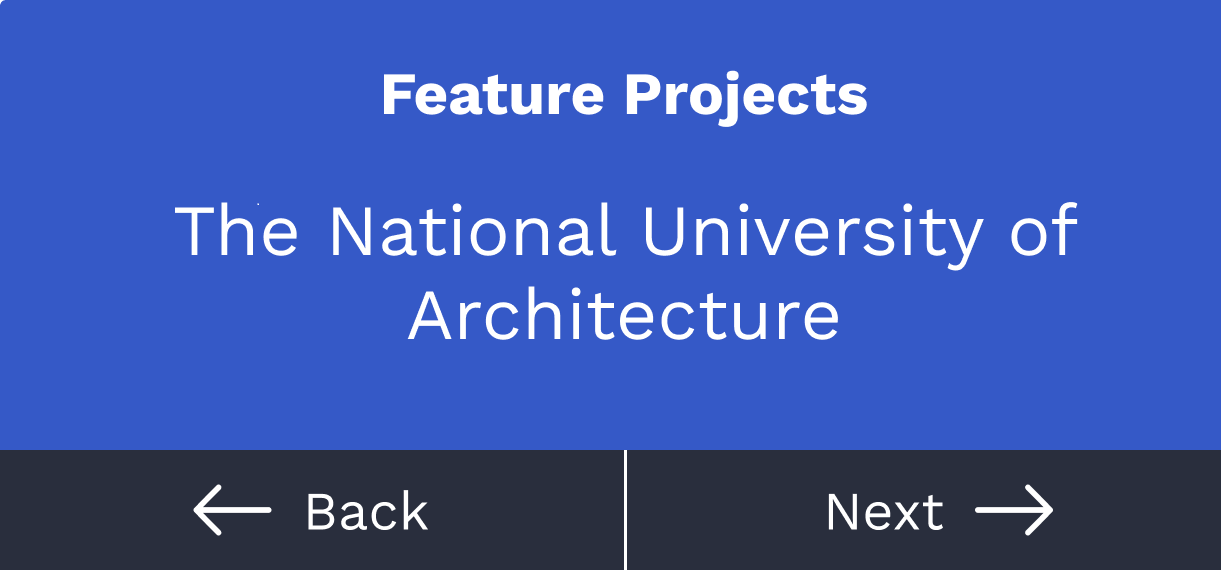 Feature Projects
The National University of
Architecture
Back
Next